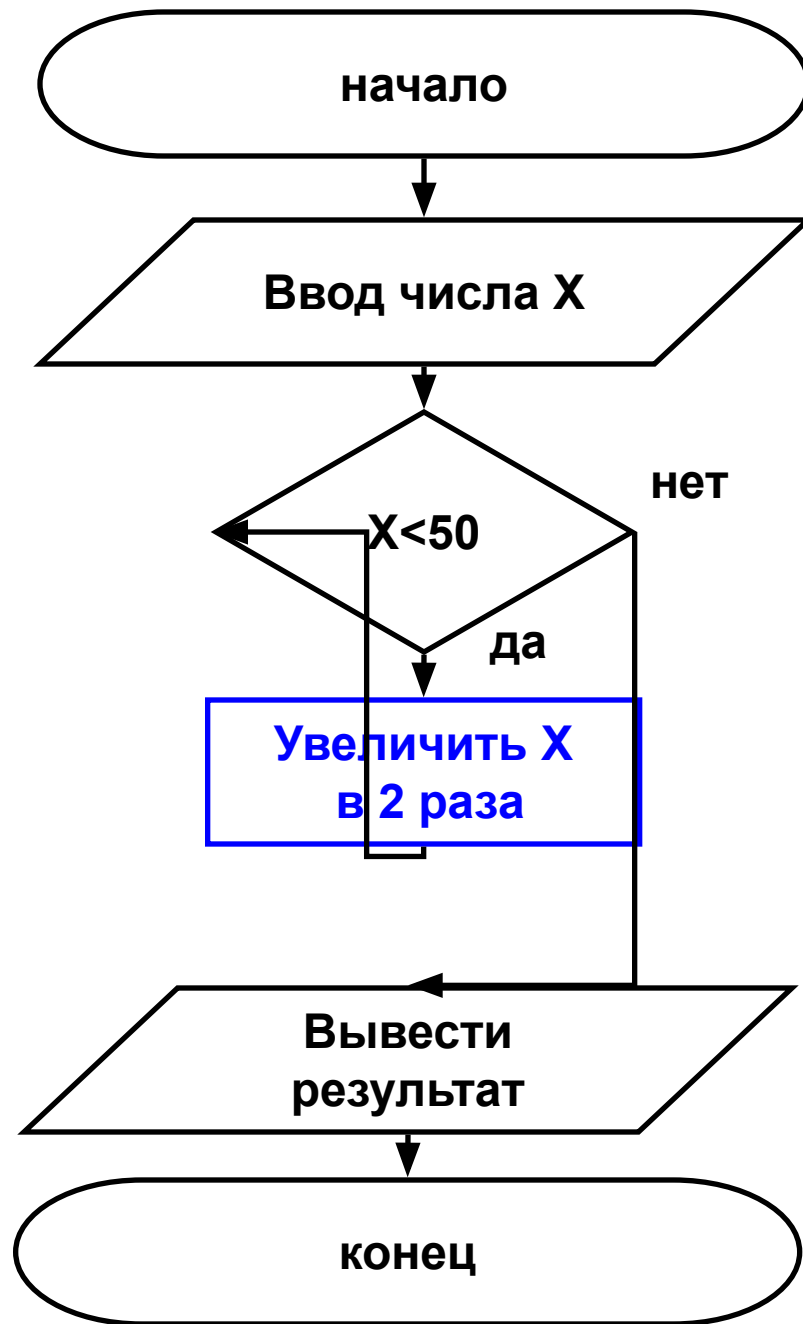 начало
Ввод числа X
нет
X<50
да
Увеличить X
в 2 раза
Вывести
результат
конец